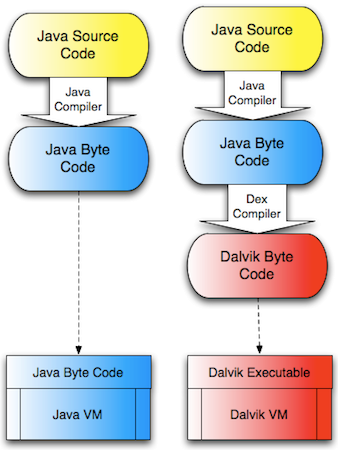 Java Source
Code
Java
Compiler
Java Byte
Code
Java Byte Code
Java VM
Java Source
Code
Java
Compiler
Java Byte
Code
Dex
Compiler
Dalvik Byte
Code
Dalvik Executable
Dalvik VM